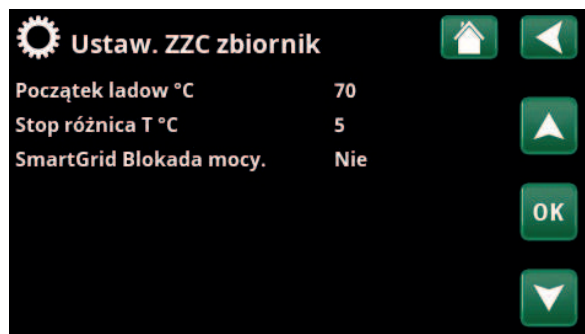 Ustaw. ZZC zbiornik
Początek ladow °C 70
Stop różnica T °C 5
SmartGrid Blokada mocy. Nie
OK